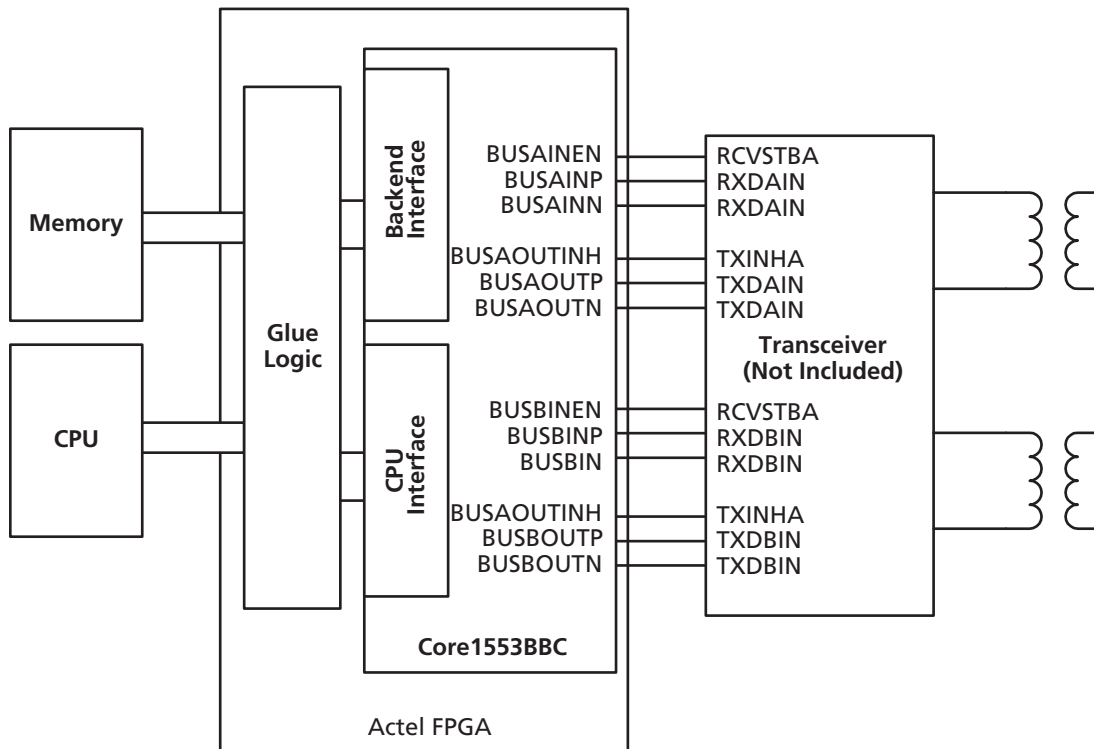 Memory
CPU
Glue
Logic
Backend
Interface
CPU
Interface
BUSAINEN
BUSAINP
BUSAINN
BUSAOUTINH
BUSAOUTP
BUSAOUTN
BUSBINEN
BUSBINP
BUSBIN
BUSAOUTINH
BUSBOUTP
BUSBOUTN
Core1553BBC
Actel FPGA
RCVSTBA
RXDAIN
RXDAIN
TXINHA
TXDAIN
TXDAIN
Transceiver
(Not Included)
RCVSTBA
RXDBIN
RXDBIN
TXINHA
TXDBIN
TXDBIN